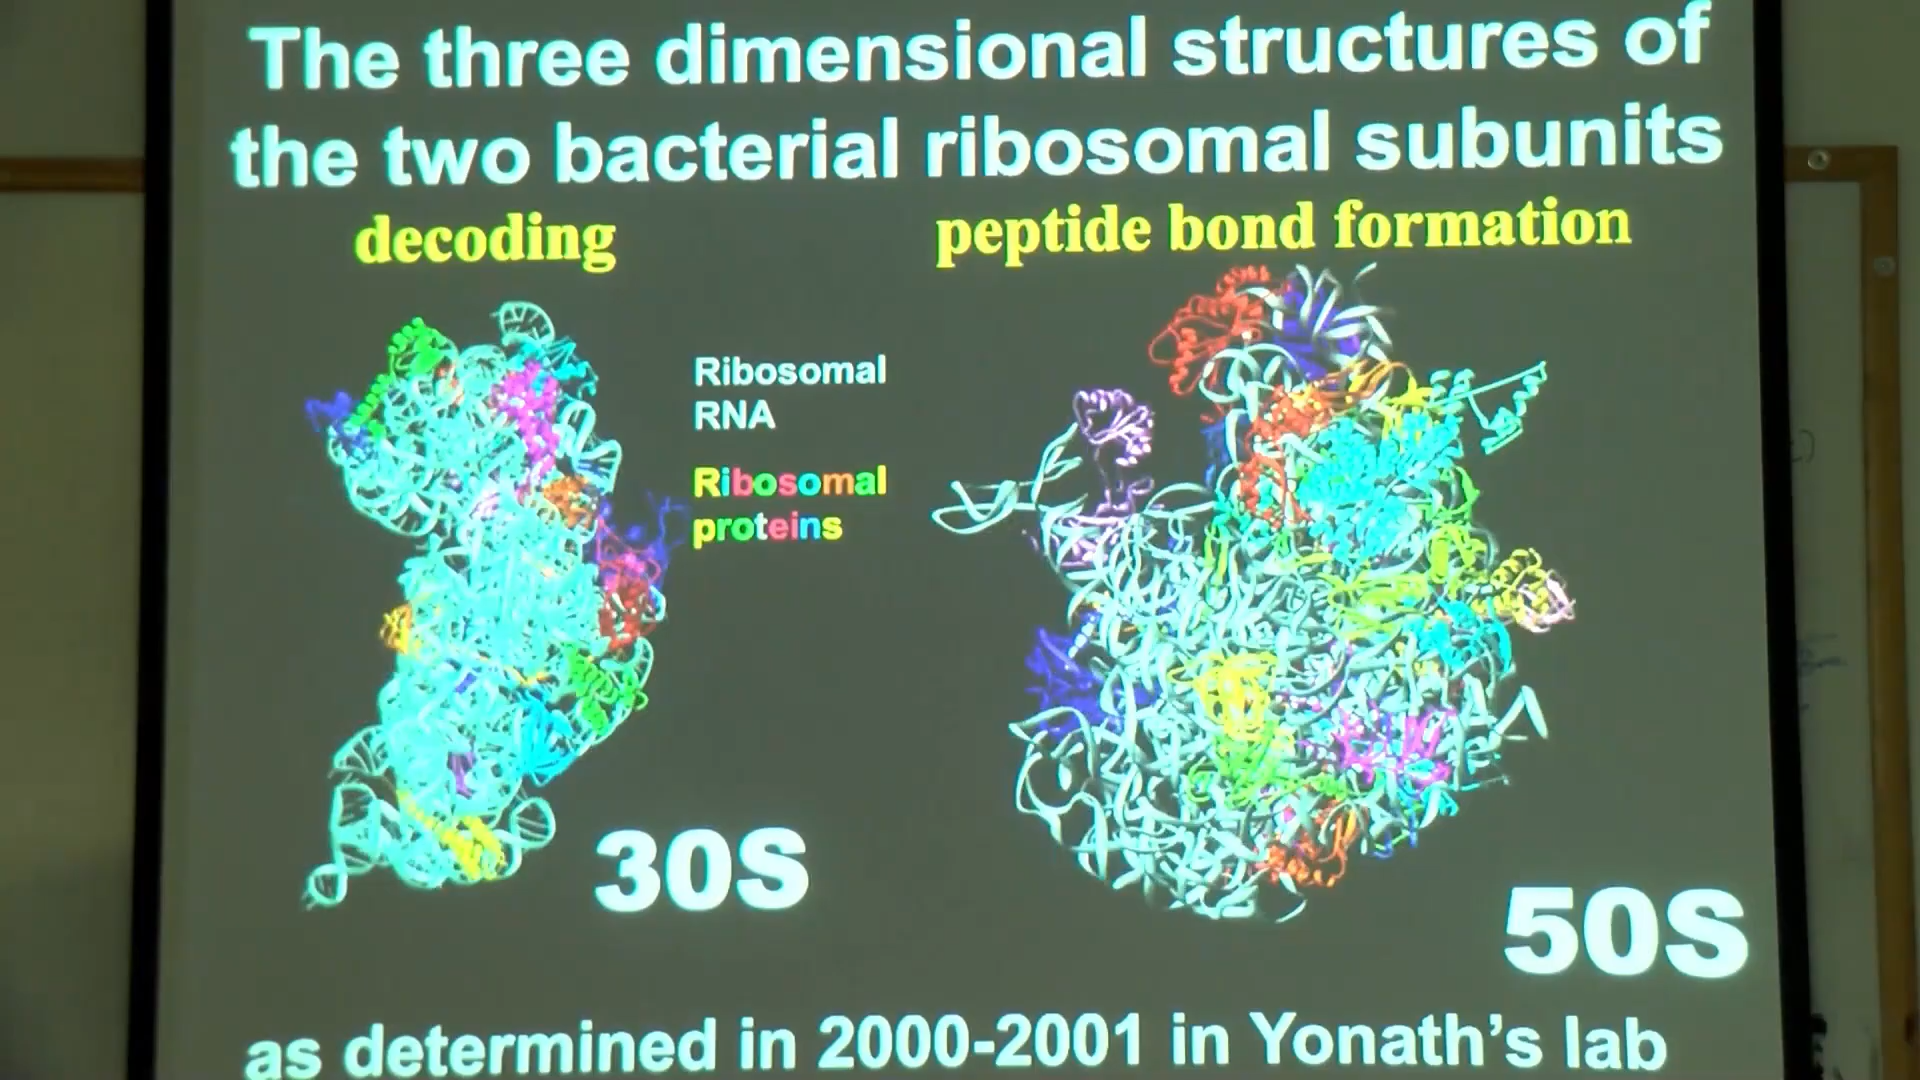 The three dimensional structures of
the two bacterial ribosomal subunits
decoding
peptide bond formation
Ribosomal
RNA
Ribosomal
proteins
30S
50S
as determined in 2000-2001 in Yonath's lab